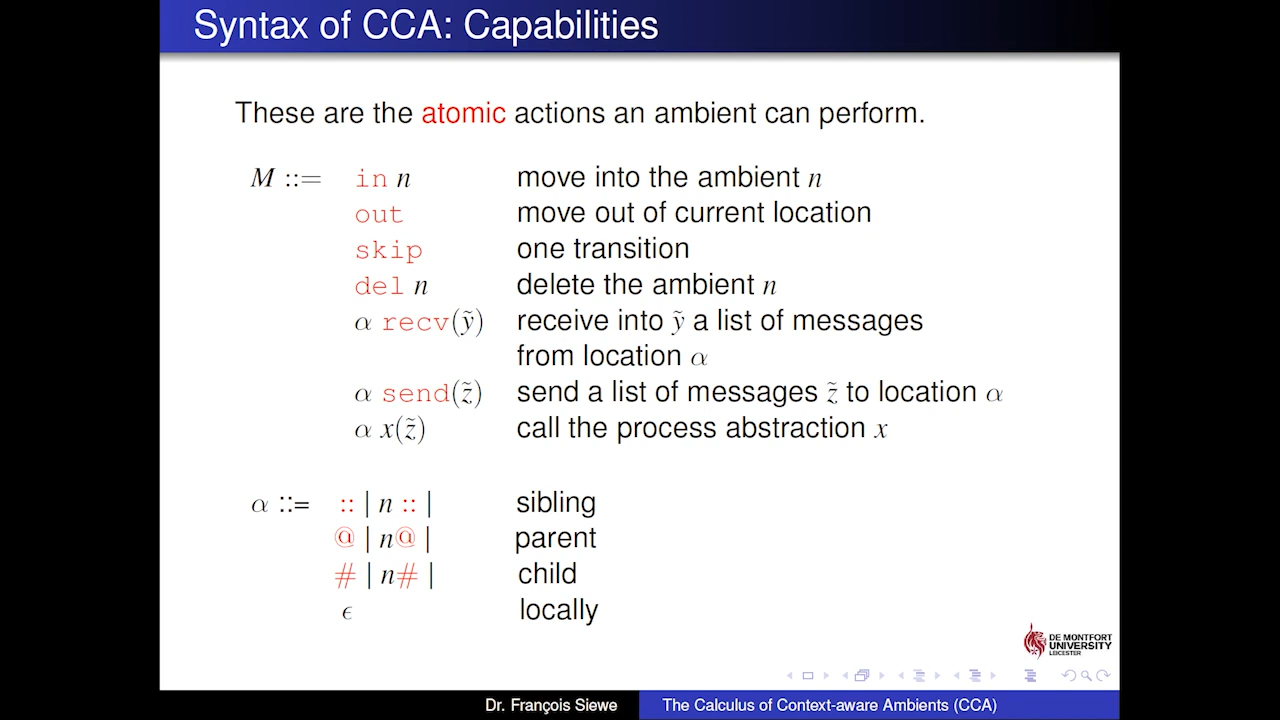 Syntax of CCA: Capabilities
These are the atomic actions an ambient can perform.
M ::= in n move into the ambient n
out move out of current location
skip one transition
del n delete the ambient n
α recv(ỹ) receive into ỹ a list of messages
from location α
α send(z̃) send a list of messages z̃ to location α
α x(z̃) call the process abstraction x
α ::= :: | n :: | sibling
@ | n@ | parent
# | n# | child
ϵ locally
DE MONTFORT
UNIVERSITY
LEICESTER
Dr. François Siewe The Calculus of Context-aware Ambients (CCA)